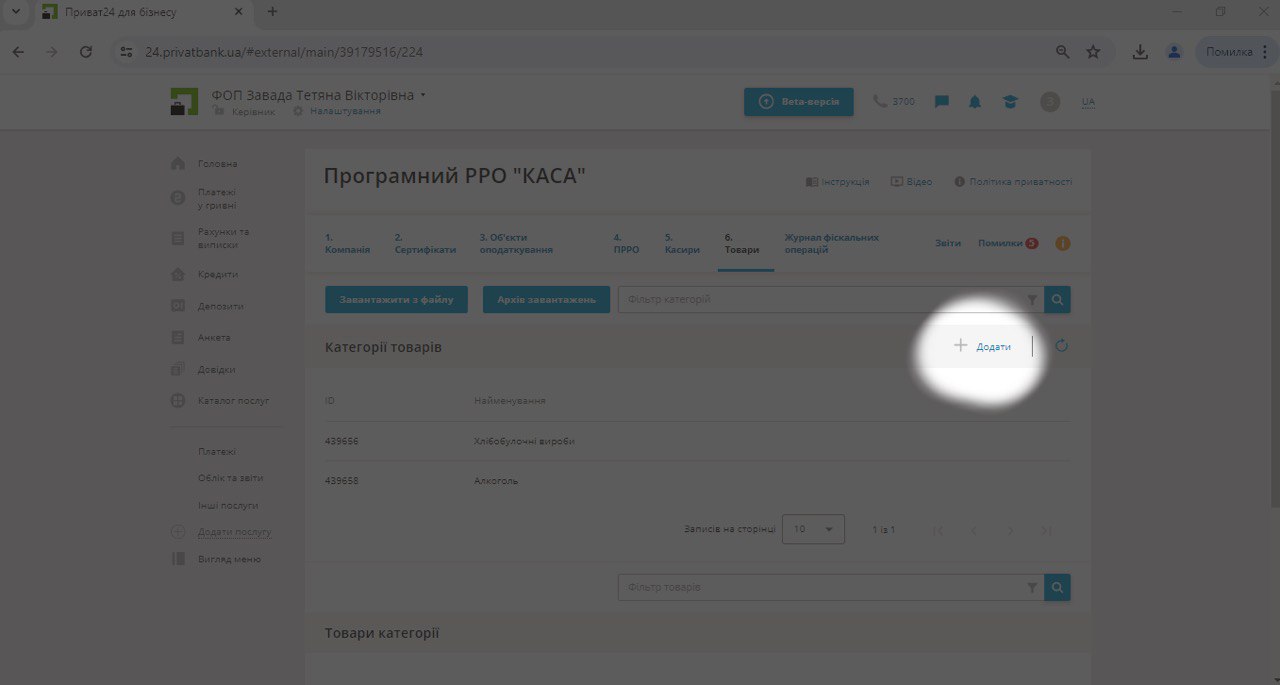 Приват24 для бізнесу
24.privatbank.ua/#external/main/39179516/224
Помилка
ФОП Завада Тетяна Вікторівна
Керівник Налаштування
Beta-версія
3700
UA
Головна
Платежі
у гривні
Рахунки та
виписки
Кредити
Депозити
Анкета
Довідки
Каталог послуг
Платежі
Облік та звіти
Інші послуги
Додати послугу
Вигляд меню
Програмний РРО "КАСА"
Інструкція Відео Політика приватності
1.
Компанія
2.
Сертифікати
3. Об'єкти
оподаткування
4.
ПРРО
5.
Касири
6.
Товари
Журнал фіскальних
операцій
Звіти
Помилки 5
Завантажити з файлу
Архів завантажень
Фільтр категорій
Категорії товарів
Додати
ID Найменування
439656 Хлібобулочні вироби
439658 Алкоголь
Записів на сторінці 10 1 із 1
Фільтр товарів
Товари категорії